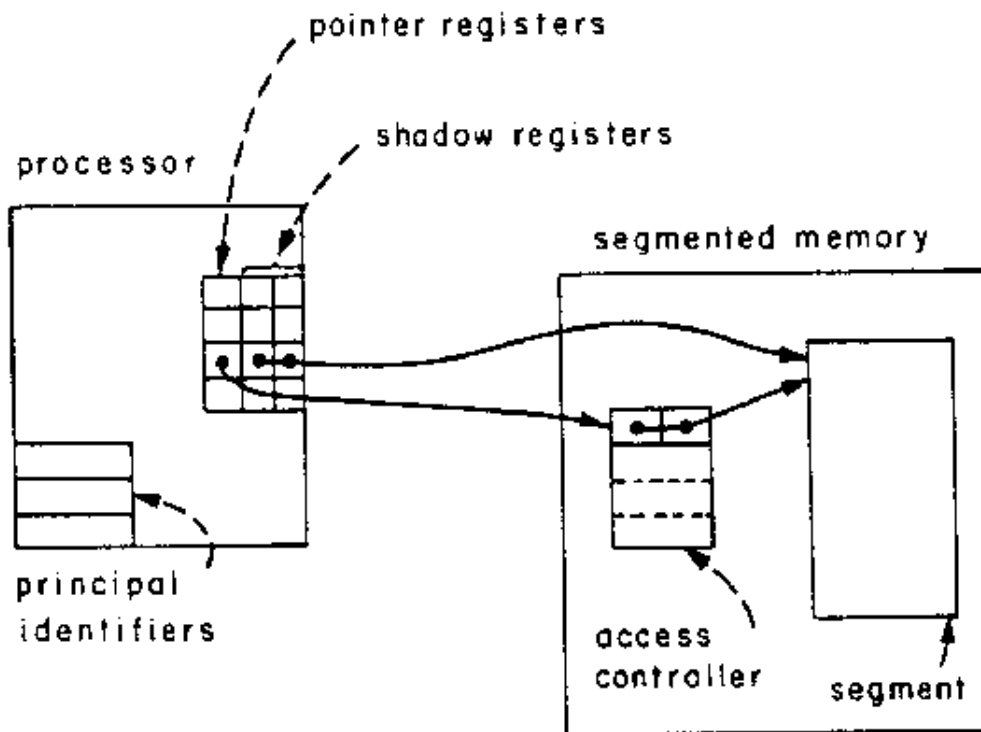 pointer registers
shadow registers
processor
segmented memory
principal
identifiers
access
controller
segment